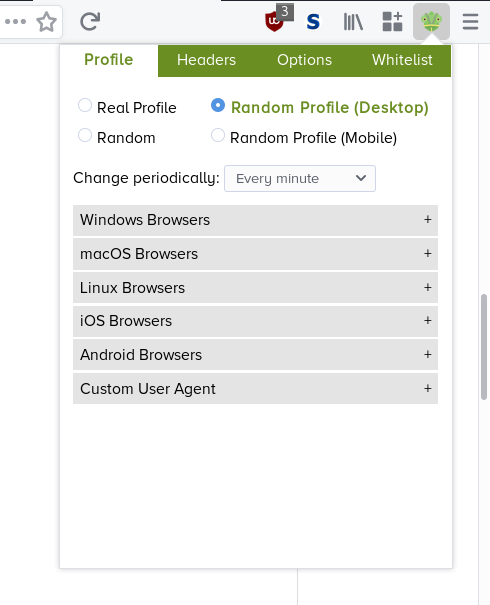 3
S
Profile Headers Options Whitelist
Real Profile Random Profile (Desktop)
Random Random Profile (Mobile)
Change periodically: Every minute
Windows Browsers +
macOS Browsers +
Linux Browsers +
iOS Browsers +
Android Browsers +
Custom User Agent +